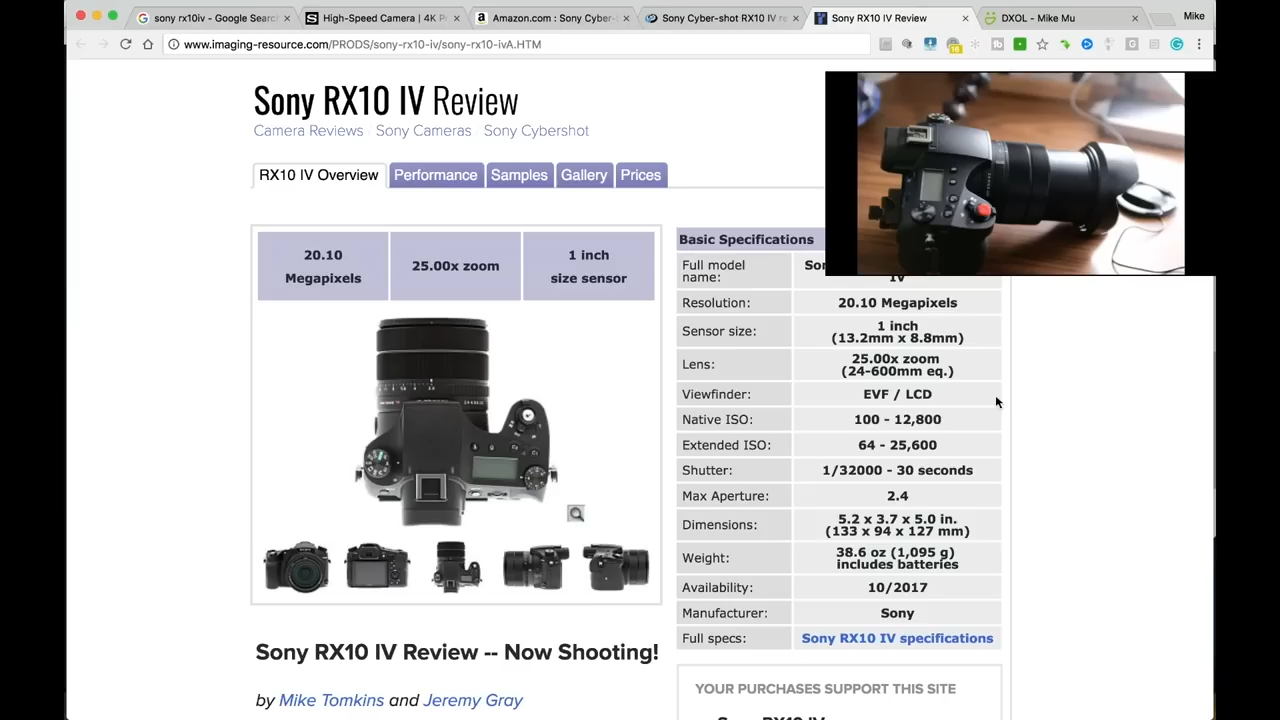 sony rx10iv - Google Searc
High-Speed Camera | 4K P
Amazon.com : Sony Cyber-
Sony Cyber-shot RX10 IV re
Sony RX10 IV Review
DXOL - Mike Mu
Mike
www.imaging-resource.com/PRODS/sony-rx10-iv/sony-rx10-ivA.HTM
16
Sony RX10 IV Review
Camera Reviews Sony Cameras Sony Cybershot
RX10 IV Overview Performance Samples Gallery Prices
20.10 Megapixels
25.00x zoom
1 inch size sensor
Basic Specifications
Full model name: Son IV
Resolution: 20.10 Megapixels
Sensor size: 1 inch (13.2mm x 8.8mm)
Lens: 25.00x zoom (24-600mm eq.)
Viewfinder: EVF / LCD
Native ISO: 100 - 12,800
Extended ISO: 64 - 25,600
Shutter: 1/32000 - 30 seconds
Max Aperture: 2.4
Dimensions: 5.2 x 3.7 x 5.0 in. (133 x 94 x 127 mm)
Weight: 38.6 oz (1,095 g) includes batteries
Availability: 10/2017
Manufacturer: Sony
Full specs: Sony RX10 IV specifications
Sony RX10 IV Review -- Now Shooting!
by Mike Tomkins and Jeremy Gray
YOUR PURCHASES SUPPORT THIS SITE